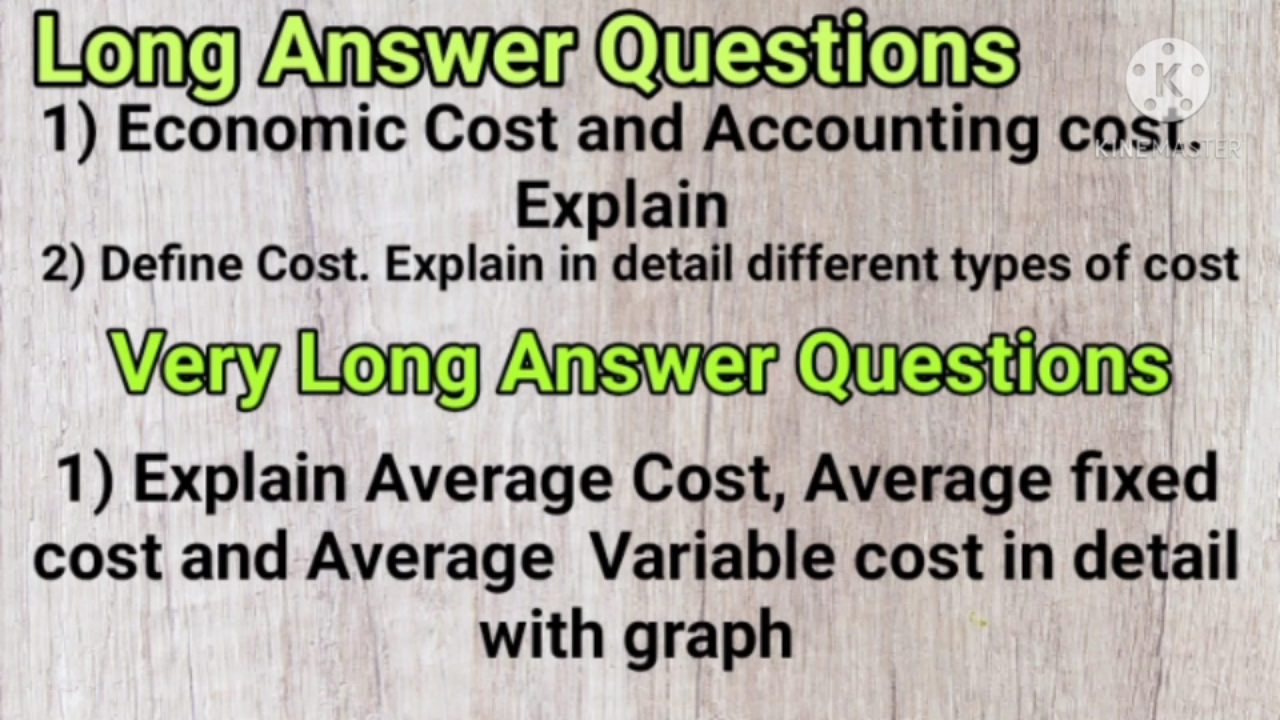 Long Answer Questions
1) Economic Cost and Accounting cost.
Explain
2) Define Cost. Explain in detail different types of cost
Very Long Answer Questions
1) Explain Average Cost, Average fixed
cost and Average Variable cost in detail
with graph
K
KINEMASTER